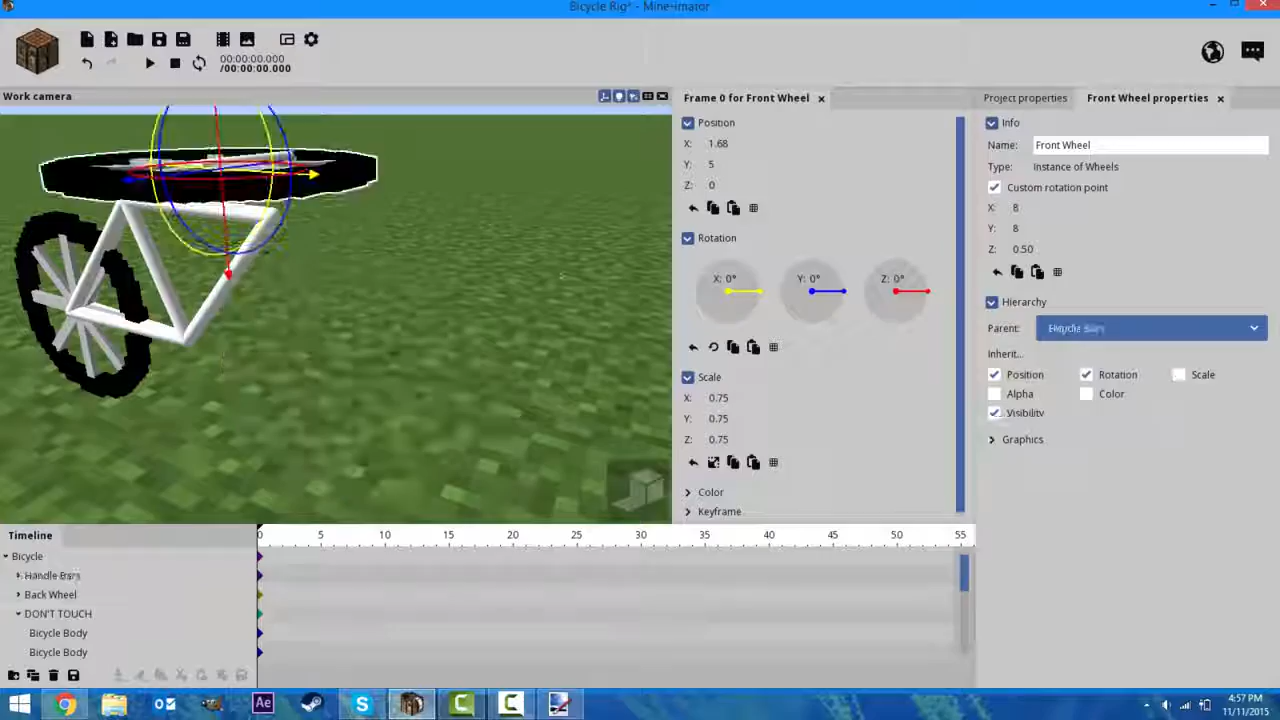 Bicycle Rig* - Mine-imator
00:00:00.000
/00:00:00.000
Work camera
Frame 0 for Front Wheel
Position
X: 1.68
Y: 5
Z: 0
Rotation
X: 0° Y: 0° Z: 0°
Scale
X: 0.75
Y: 0.75
Z: 0.75
Color
Keyframe
Project properties Front Wheel properties
Info
Name: Front Wheel
Type: Instance of Wheels
Custom rotation point
X: 8
Y: 8
Z: 0.50
Hierarchy
Parent: Bicycle Bars
Inherit...
Position Rotation Scale
Alpha Color
Visibility
Graphics
Timeline
0 5 10 15 20 25 30 35 40 45 50 55
Bicycle
Handle Bars
Back Wheel
DON'T TOUCH
Bicycle Body
Bicycle Body
Ae
4:57 PM
11/11/2015